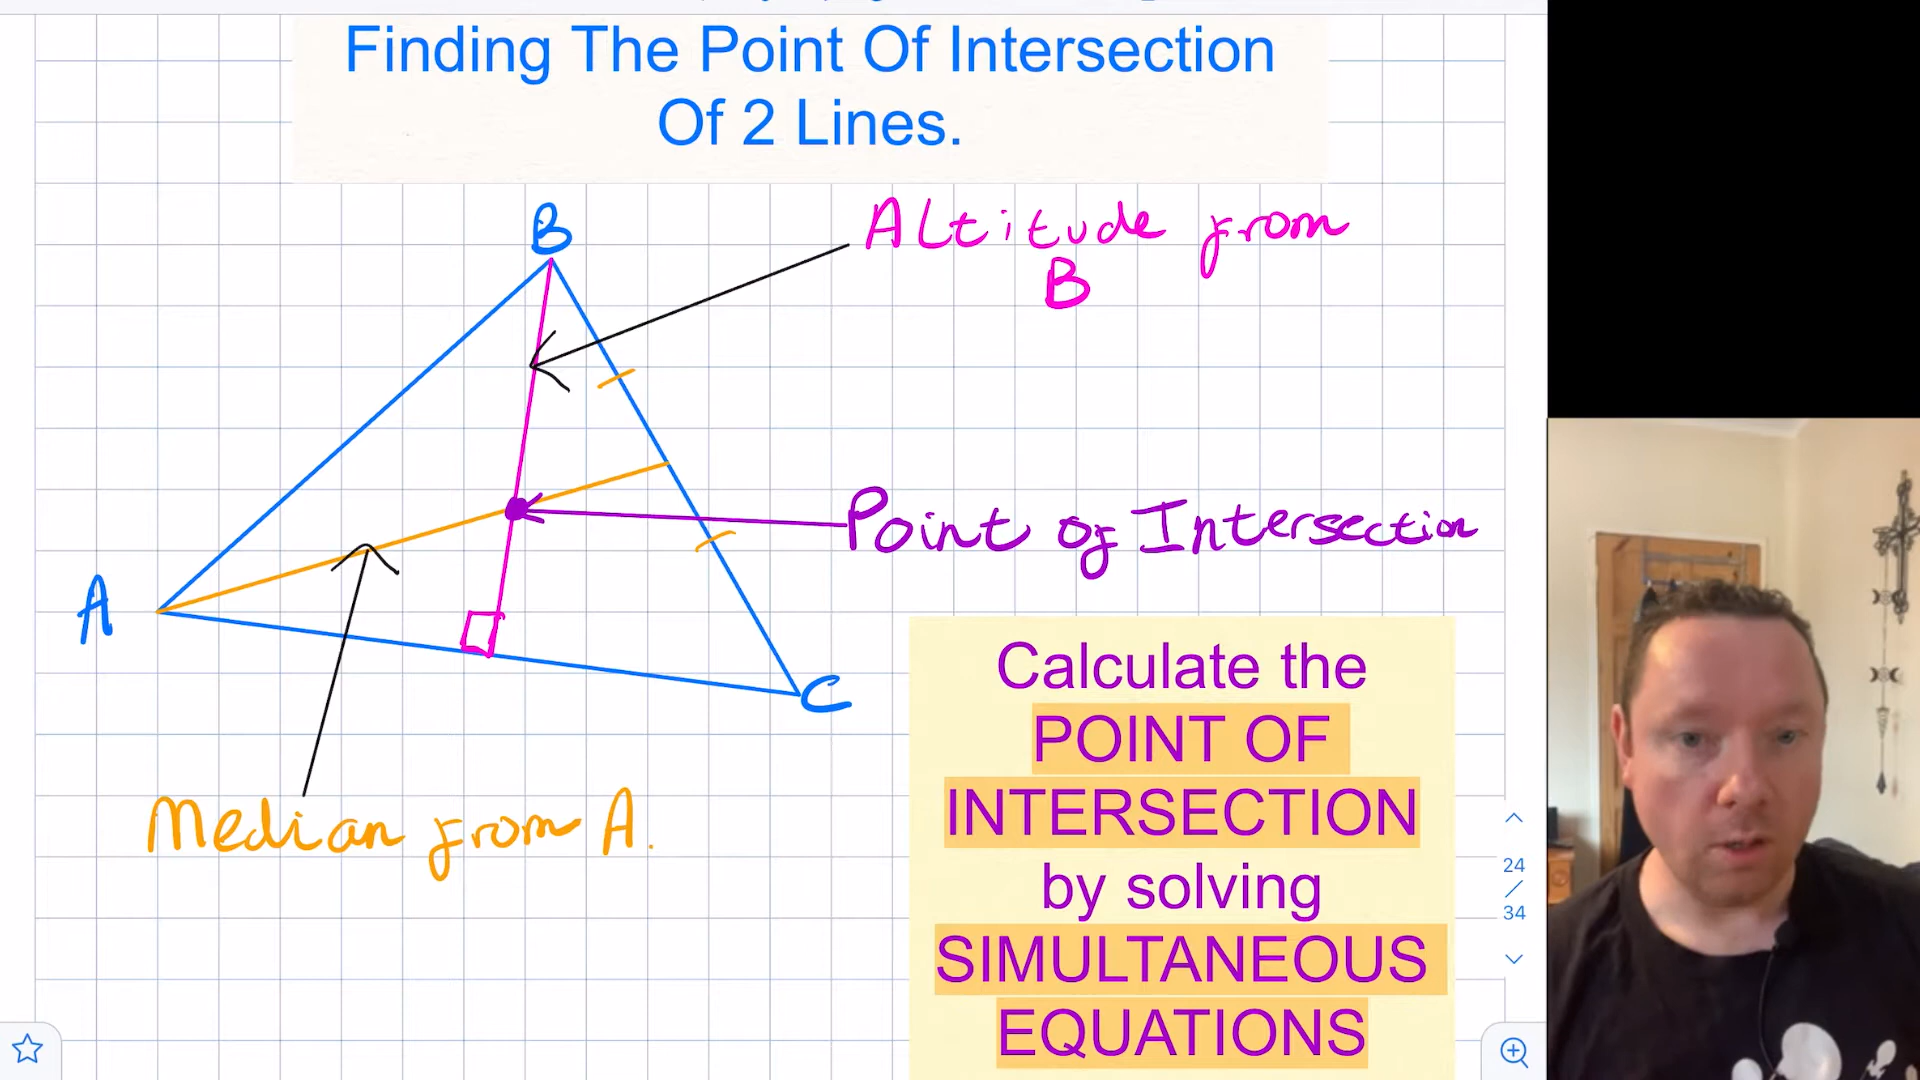 Finding The Point Of Intersection
Of 2 Lines.
B
Altitude from
B
Point of Intersection
A
C
Median from A.
Calculate the
POINT OF
INTERSECTION
by solving
SIMULTANEOUS
EQUATIONS
24
/
34